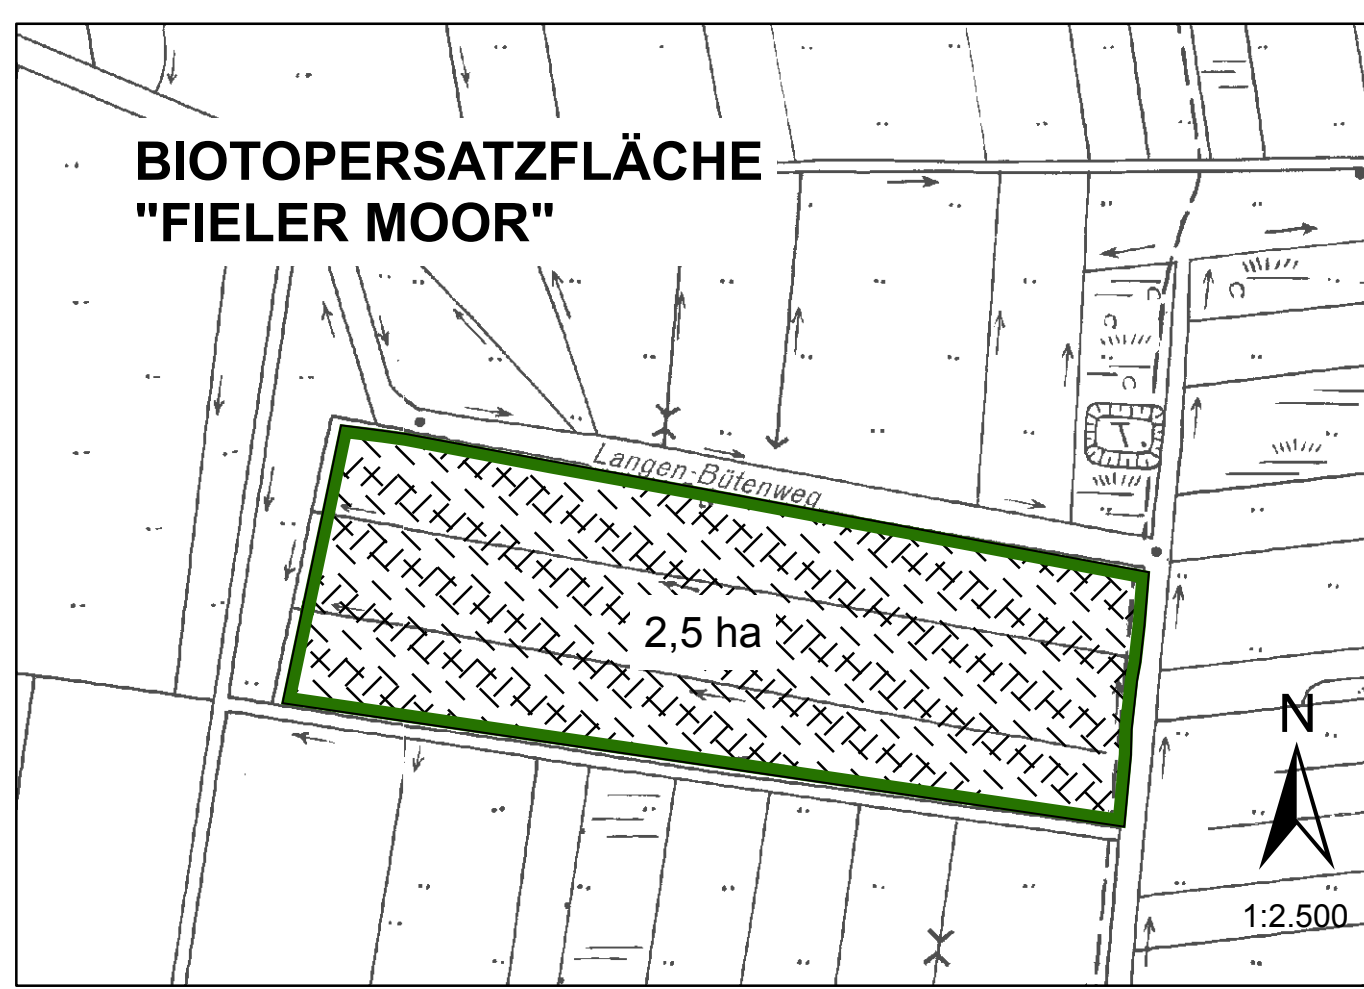 BIOTOPERSATZFLÄCHE
"FIELER MOOR"
Langen-Bütenweg
T.
2,5 ha
N
1:2.500